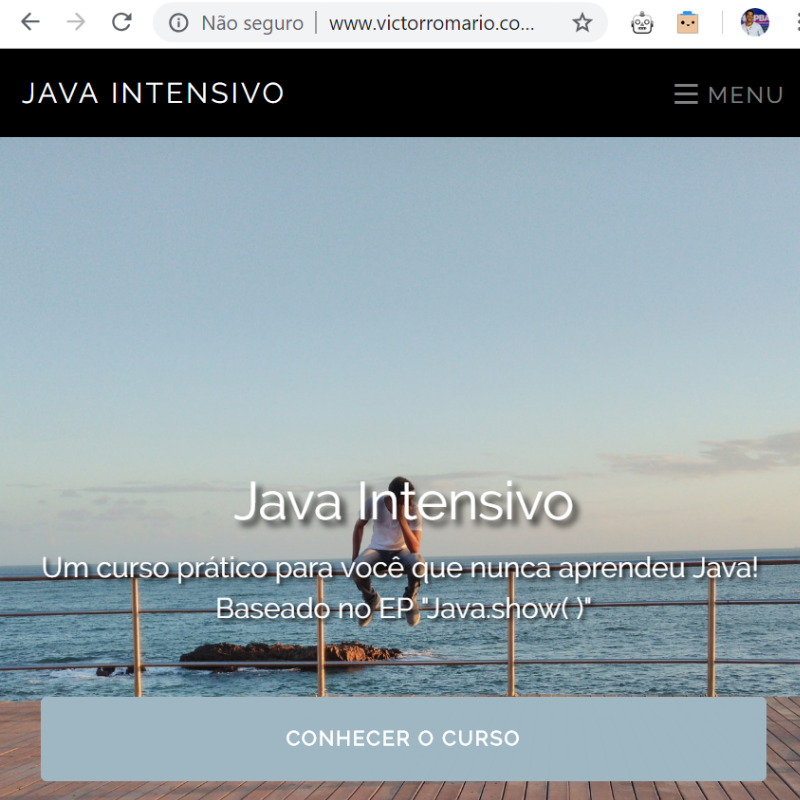 Não seguro | www.victorromario.co...
JAVA INTENSIVO
MENU
Java Intensivo
Um curso prático para você que nunca aprendeu Java!
Baseado no EP "Java.show( )"
CONHECER O CURSO